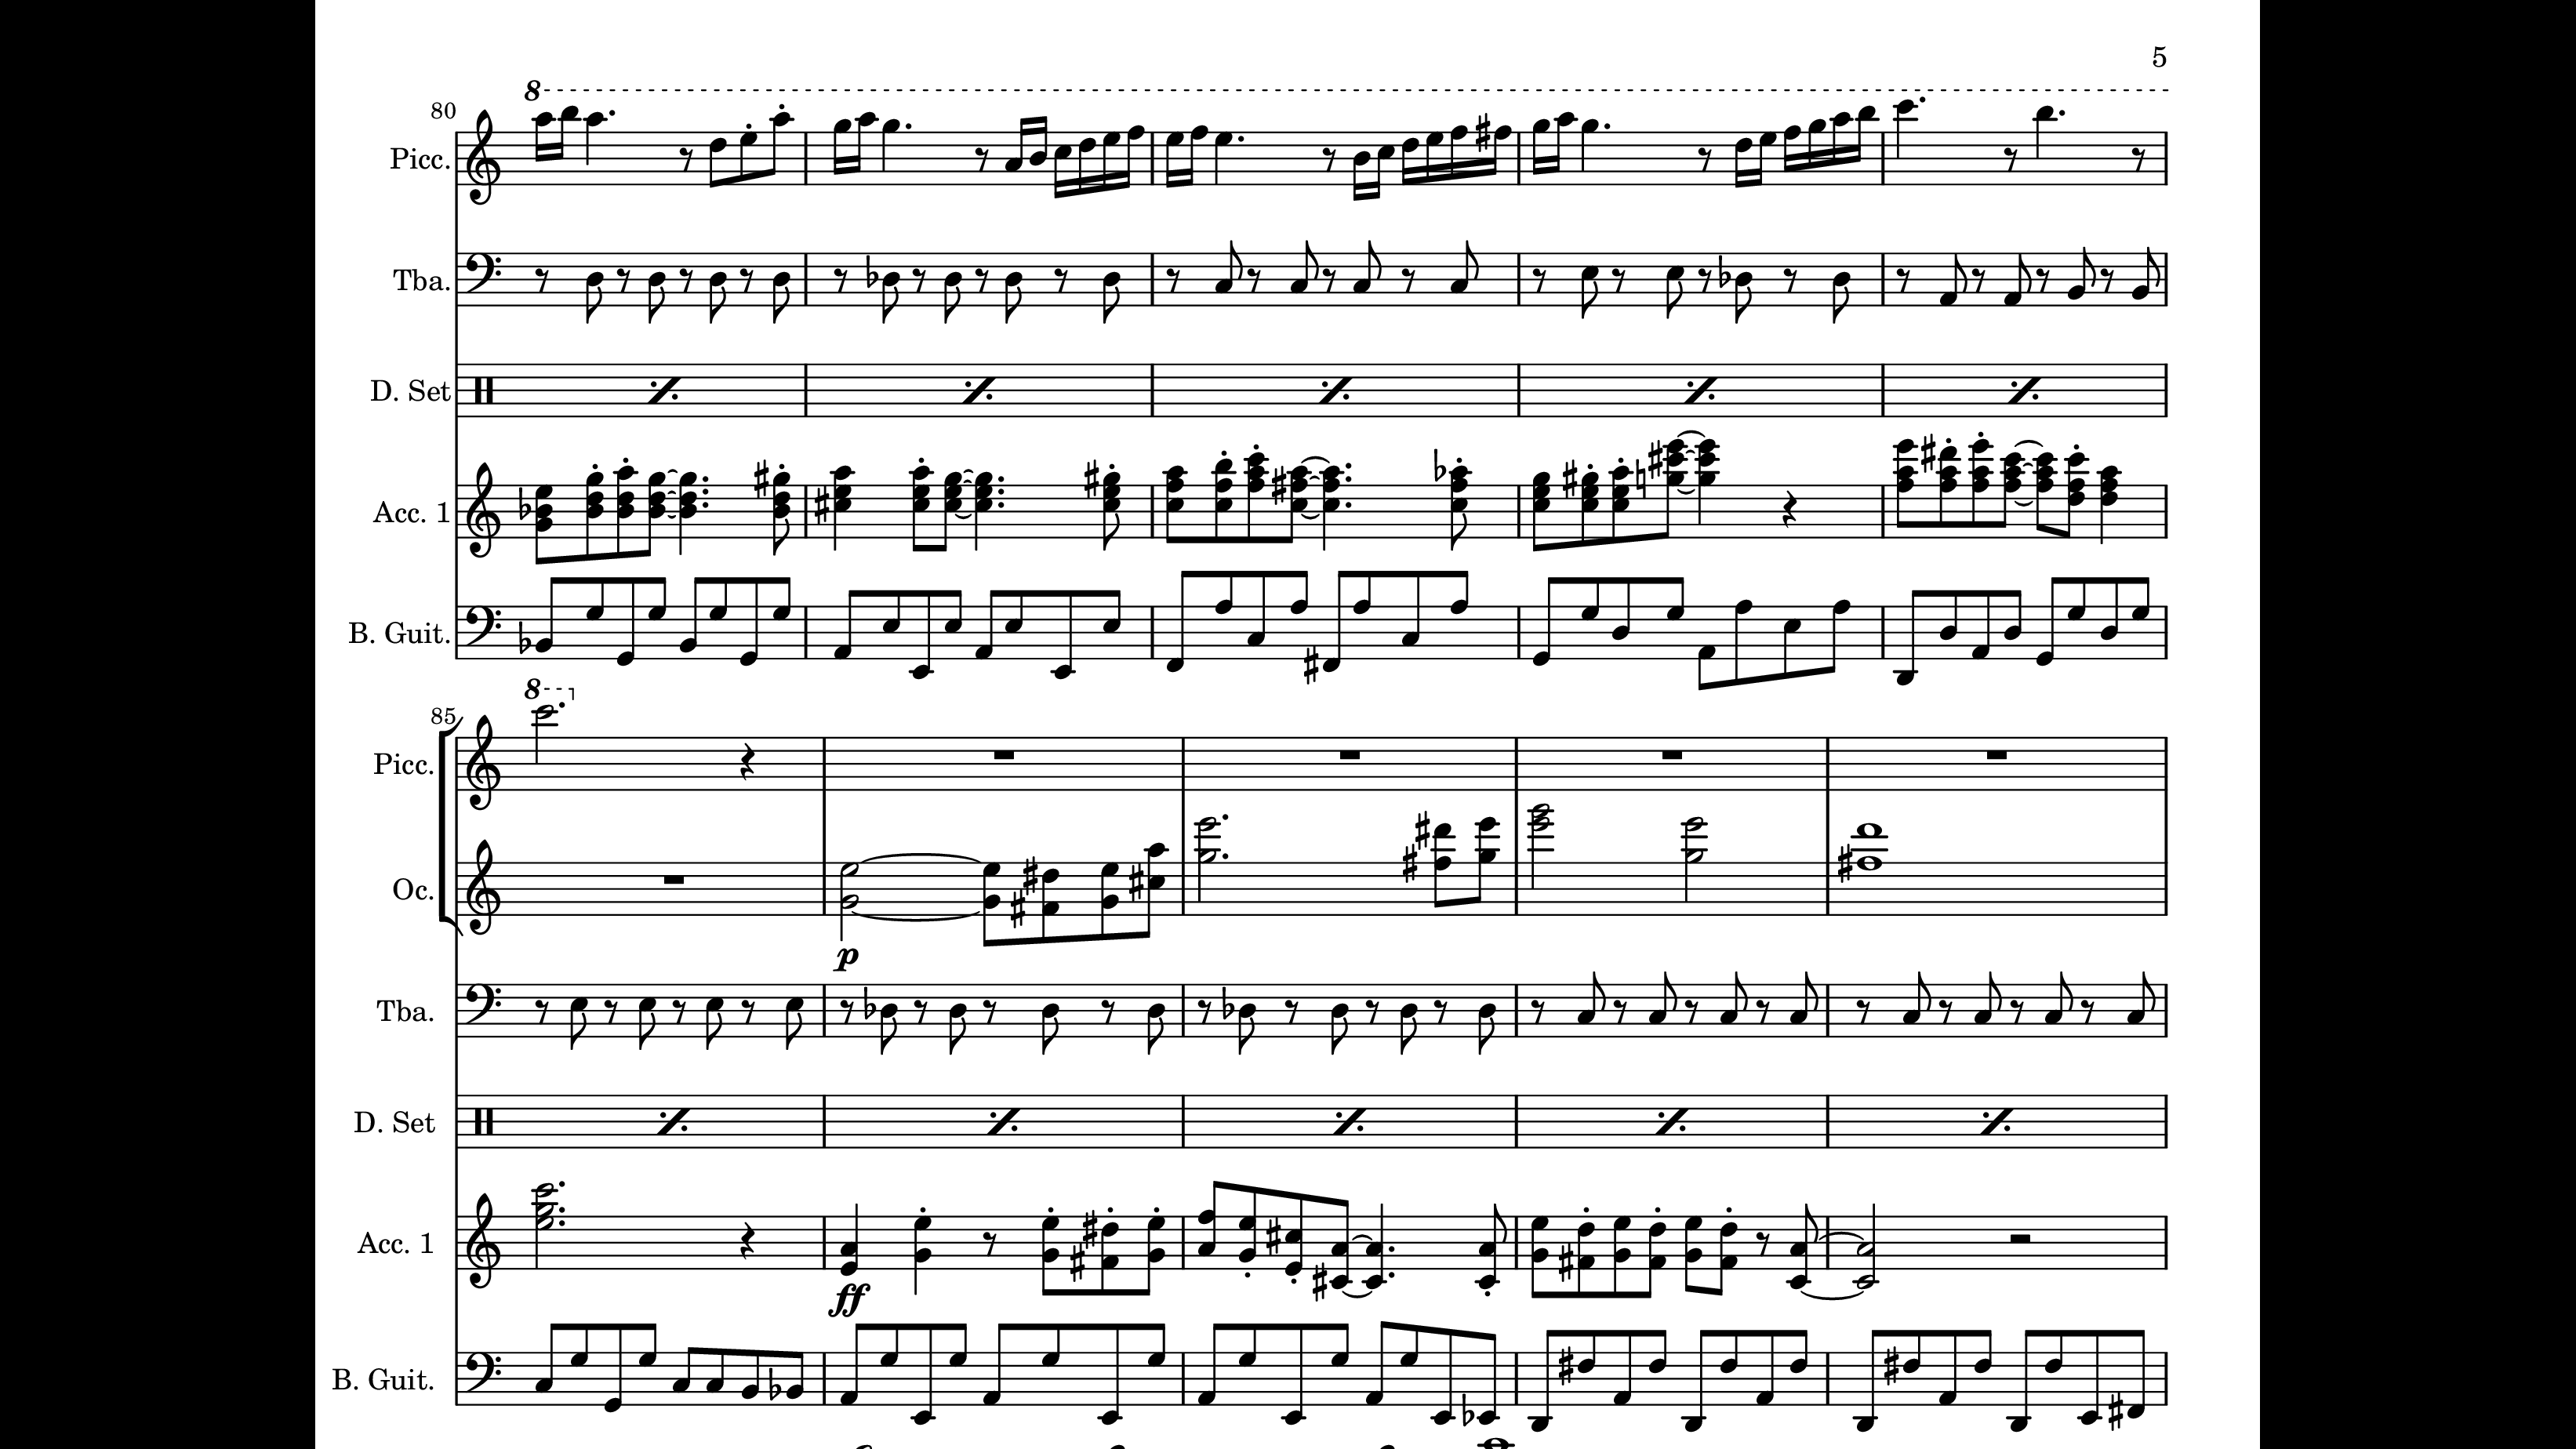 5
8
80
Picc.
Tba.
D. Set
Acc. 1
B. Guit.
8
85
Picc.
Oc.
p
Tba.
D. Set
Acc. 1
ff
B. Guit.